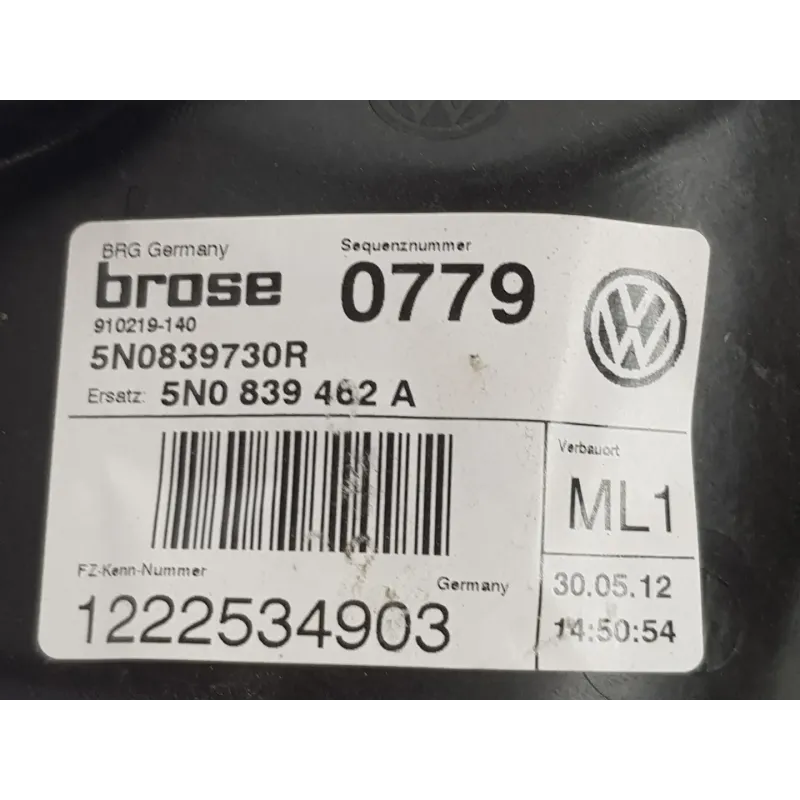 BRG Germany
brose
910219-140
5N0839730R
Ersatz: 5N0 839 462 A
Sequenznummer
0779
Verbauort
ML1
FZ-Kenn-Nummer
Germany
1222534903
30.05.12
14:50:54